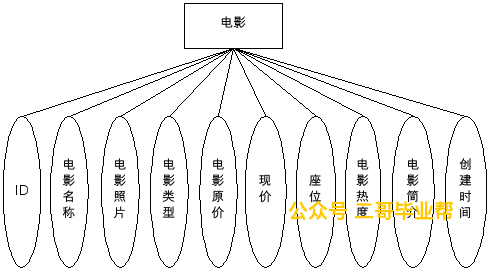 电影
ID
电影名称
电影照片
电影类型
电影原价
现价
座位
电影热度
电影简介
创建时间
公众号 三哥毕业帮